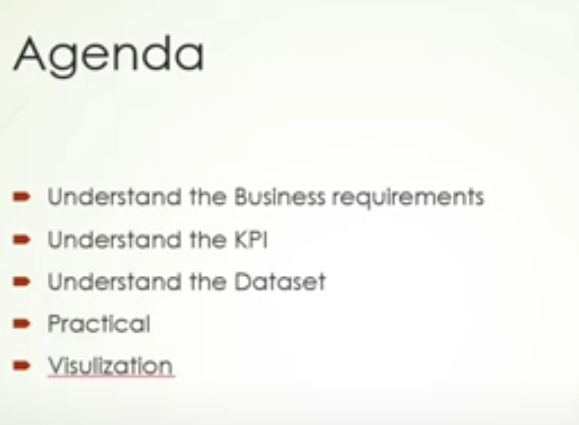 Agenda
Understand the Business requirements
Understand the KPI
Understand the Dataset
Practical
Visulization